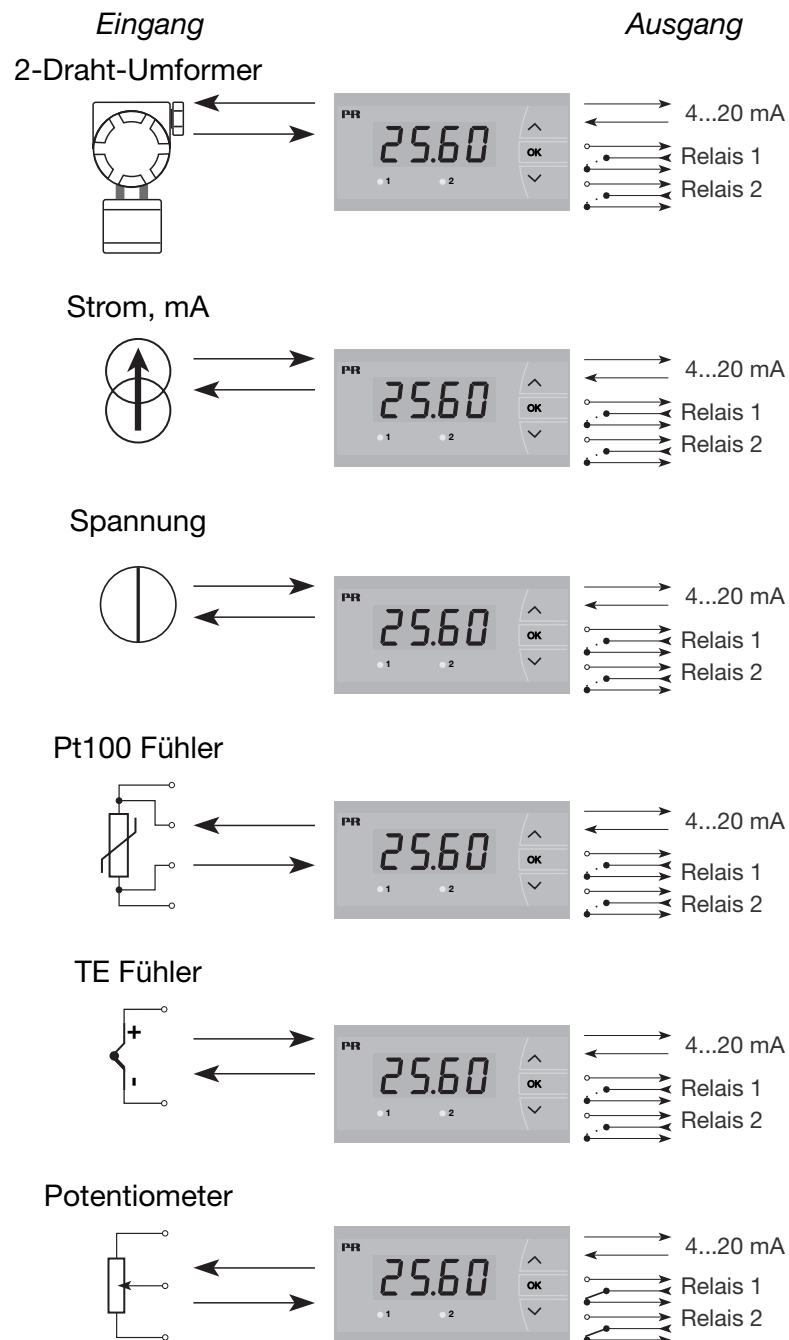 Eingang Ausgang
2-Draht-Umformer
PR
25.60
OK
1 2
4...20 mA
Relais 1
Relais 2
Strom, mA
PR
25.60
OK
1 2
4...20 mA
Relais 1
Relais 2
Spannung
PR
25.60
OK
1 2
4...20 mA
Relais 1
Relais 2
Pt100 Fühler
PR
25.60
OK
1 2
4...20 mA
Relais 1
Relais 2
TE Fühler
+
-
PR
25.60
OK
1 2
4...20 mA
Relais 1
Relais 2
Potentiometer
PR
25.60
OK
1 2
4...20 mA
Relais 1
Relais 2